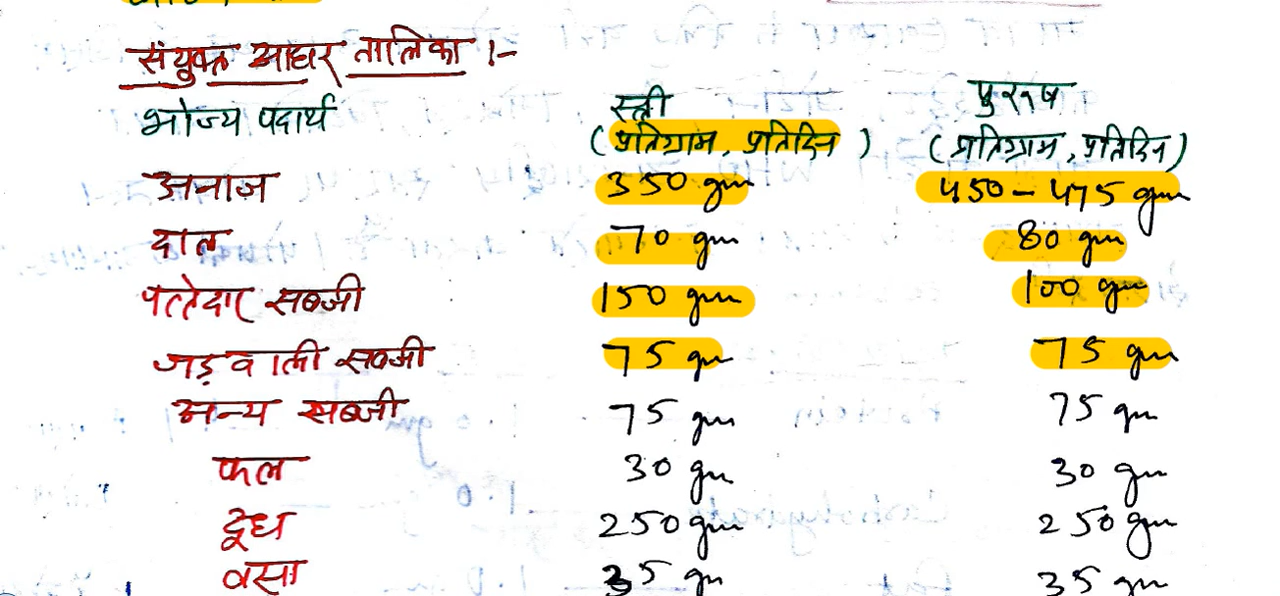 संयुक्त आहार तालिका :-
भोज्य पदार्थ स्त्री पुरुष
(प्रतिग्राम, प्रतिदिन) (प्रतिग्राम, प्रतिदिन)
अनाज 350 gm 450 - 475 gm
दाल 70 gm 80 gm
पत्तेदार सब्जी 150 gm 100 gm
जड़ वाली सब्जी 75 gm 75 gm
अन्य सब्जी 75 gm 75 gm
फल 30 gm 30 gm
दूध 250 gm 250 gm
वसा 35 gm 35 gm